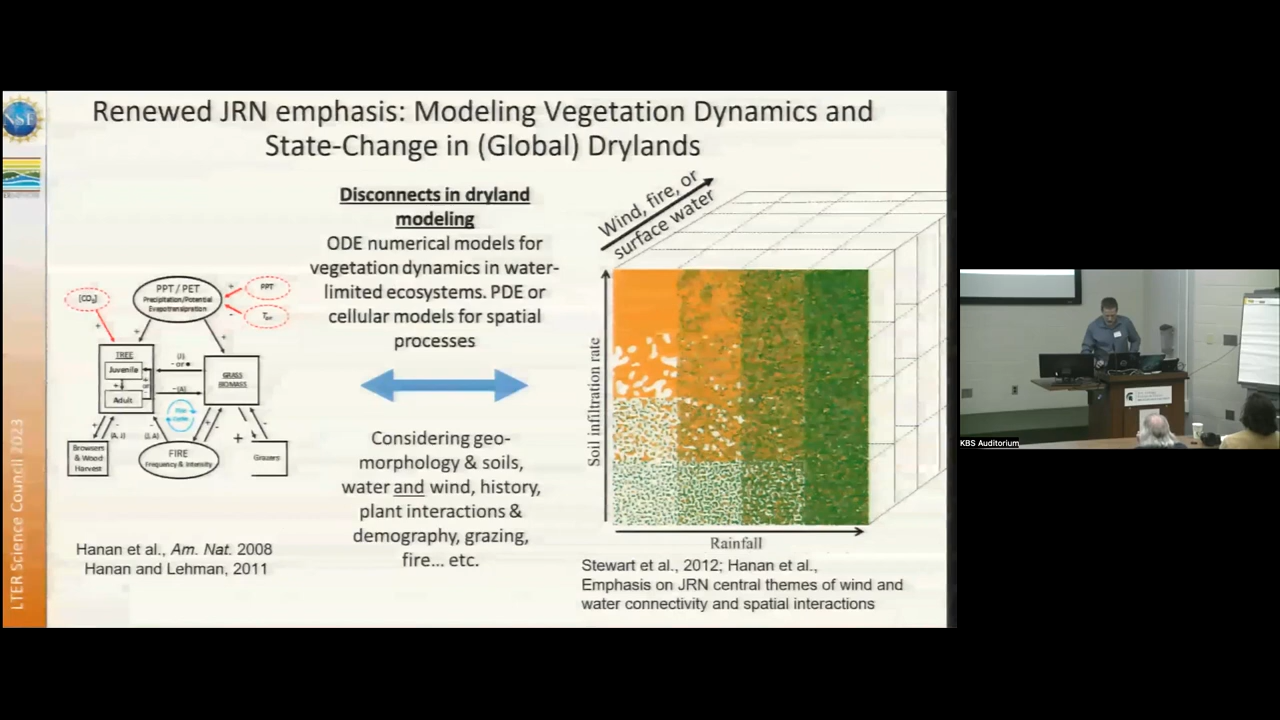 Renewed JRN emphasis: Modeling Vegetation Dynamics and
State-Change in (Global) Drylands
NSF
LTER Science Council 2023
[CO₂]
PPT / PET
Precipitation/Potential
Evapotranspiration
PPT
TREE
Juvenile
Adult
GRASS
BIOMASS
(J)
- or •
-(A)
(A, J)
(J, A)
Browsers
& Wood
Harvest
FIRE
Frequency & Intensity
Grazers
Hanan et al., Am. Nat. 2008
Hanan and Lehman, 2011
Disconnects in dryland
modeling
ODE numerical models for
vegetation dynamics in water-
limited ecosystems. PDE or
cellular models for spatial
processes
Considering geo-
morphology & soils,
water and wind, history,
plant interactions &
demography, grazing,
fire... etc.
Wind, fire, or
surface water
Soil infiltration rate
Rainfall
Stewart et al., 2012; Hanan et al.,
Emphasis on JRN central themes of wind and
water connectivity and spatial interactions
KBS Auditorium